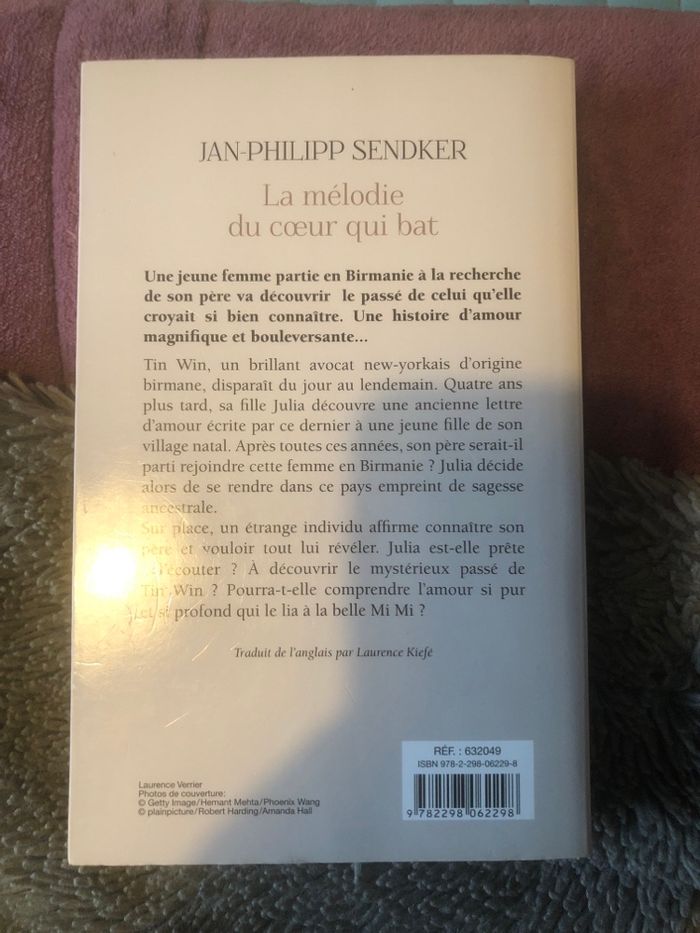 JAN-PHILIPP SENDKER
La mélodie
du cœur qui bat
Une jeune femme partie en Birmanie à la recherche
de son père va découvrir le passé de celui qu'elle
croyait si bien connaître. Une histoire d'amour
magnifique et bouleversante...
Tin Win, un brillant avocat new-yorkais d'origine
birmane, disparaît du jour au lendemain. Quatre ans
plus tard, sa fille Julia découvre une ancienne lettre
d'amour écrite par ce dernier à une jeune fille de son
village natal. Après toutes ces années, son père serait-il
parti rejoindre cette femme en Birmanie ? Julia décide
alors de se rendre dans ce pays empreint de sagesse
ancestrale.
Sur place, un étrange individu affirme connaître son
père et vouloir tout lui révéler. Julia est-elle prête
l'écouter ? À découvrir le mystérieux passé de
Tin Win ? Pourra-t-elle comprendre l'amour si pur
et si profond qui le lia à la belle Mi Mi ?
Traduit de l'anglais par Laurence Kiefé
RÉF. : 632049
ISBN 978-2-298-06229-8
9 782298 062298
Laurence Verrier
Photos de couverture:
© Getty Image/Hemant Mehta/Phoenix Wang
© plainpicture/Robert Harding/Amanda Hall